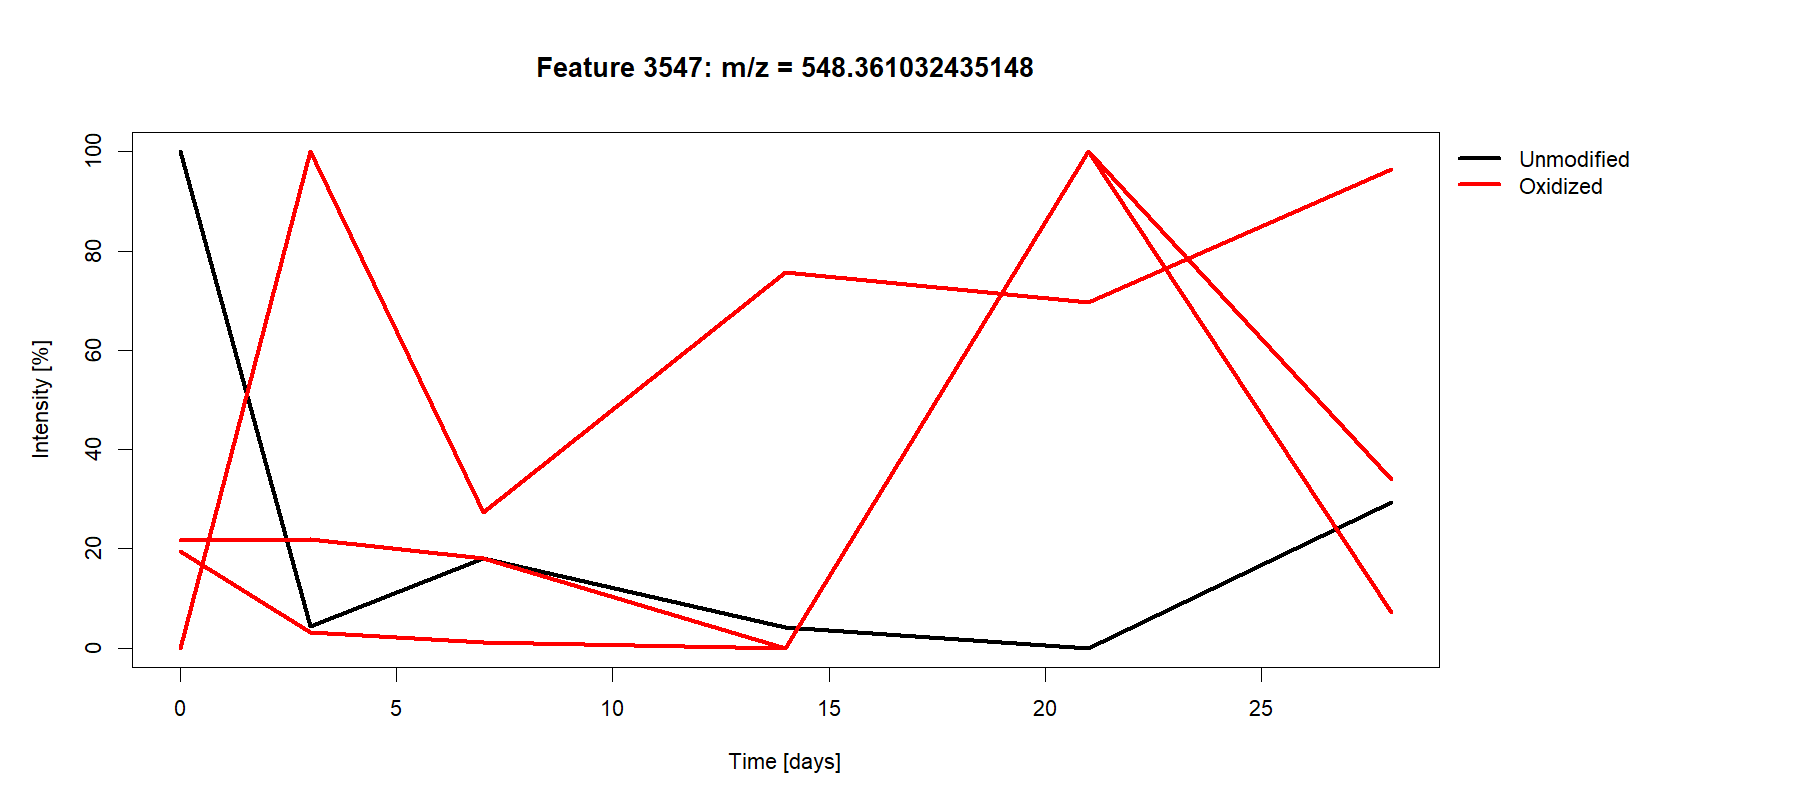 Feature 3547: m/z = 548.361032435148
Unmodified
Oxidized
100
80
60
40
20
0
Intensity [%]
0 5 10 15 20 25
Time [days]